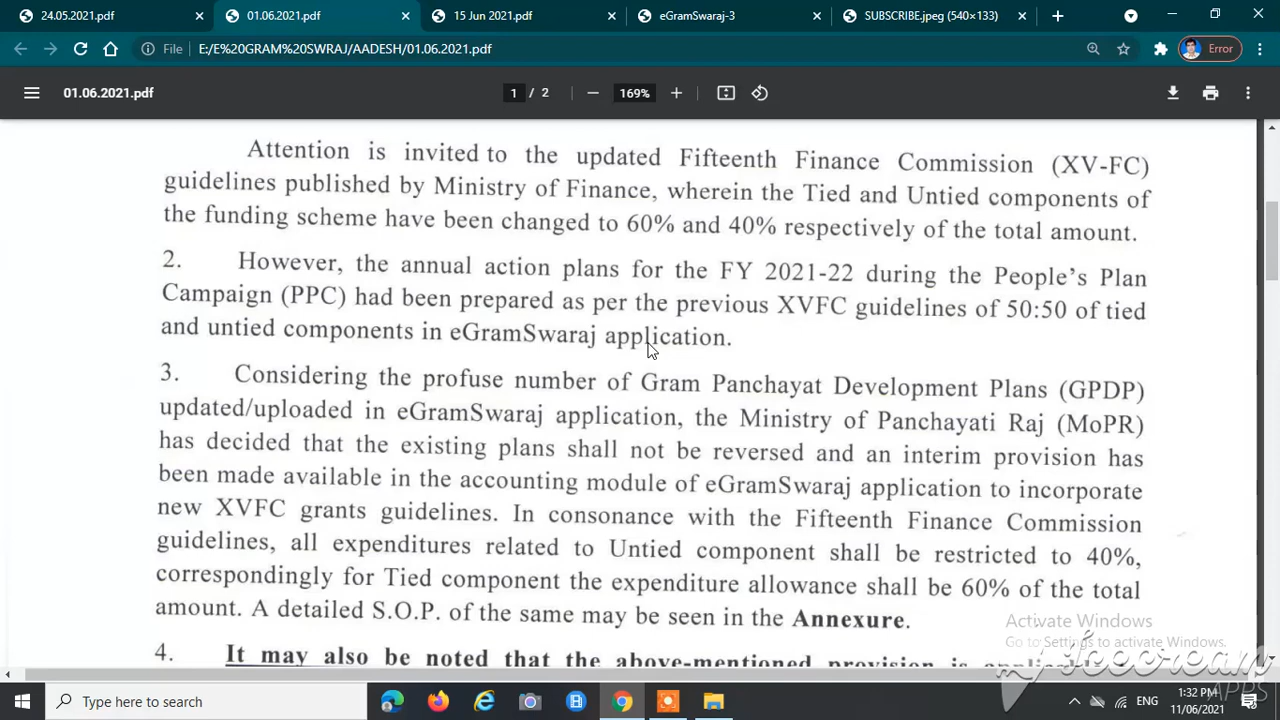 24.05.2021.pdf
01.06.2021.pdf
15 Jun 2021.pdf
eGramSwaraj-3
SUBSCRIBE.jpeg (540×133)
File
E:/E%20GRAM%20SWRAJ/AADESH/01.06.2021.pdf
Error
01.06.2021.pdf
1 / 2
169%
Attention is invited to the updated Fifteenth Finance Commission (XV-FC)
guidelines published by Ministry of Finance, wherein the Tied and Untied components of
the funding scheme have been changed to 60% and 40% respectively of the total amount.
2. However, the annual action plans for the FY 2021-22 during the People's Plan
Campaign (PPC) had been prepared as per the previous XVFC guidelines of 50:50 of tied
and untied components in eGramSwaraj application.
3. Considering the profuse number of Gram Panchayat Development Plans (GPDP)
updated/uploaded in eGramSwaraj application, the Ministry of Panchayati Raj (MoPR)
has decided that the existing plans shall not be reversed and an interim provision has
been made available in the accounting module of eGramSwaraj application to incorporate
new XVFC grants guidelines. In consonance with the Fifteenth Finance Commission
guidelines, all expenditures related to Untied component shall be restricted to 40%,
correspondingly for Tied component the expenditure allowance shall be 60% of the total
amount. A detailed S.O.P. of the same may be seen in the Annexure.
4. It may also be noted that the above-mentioned provision is
Activate Windows
Go to Settings to activate Windows.
Icecream
APPS
Type here to search
ENG
1:32 PM
11/06/2021